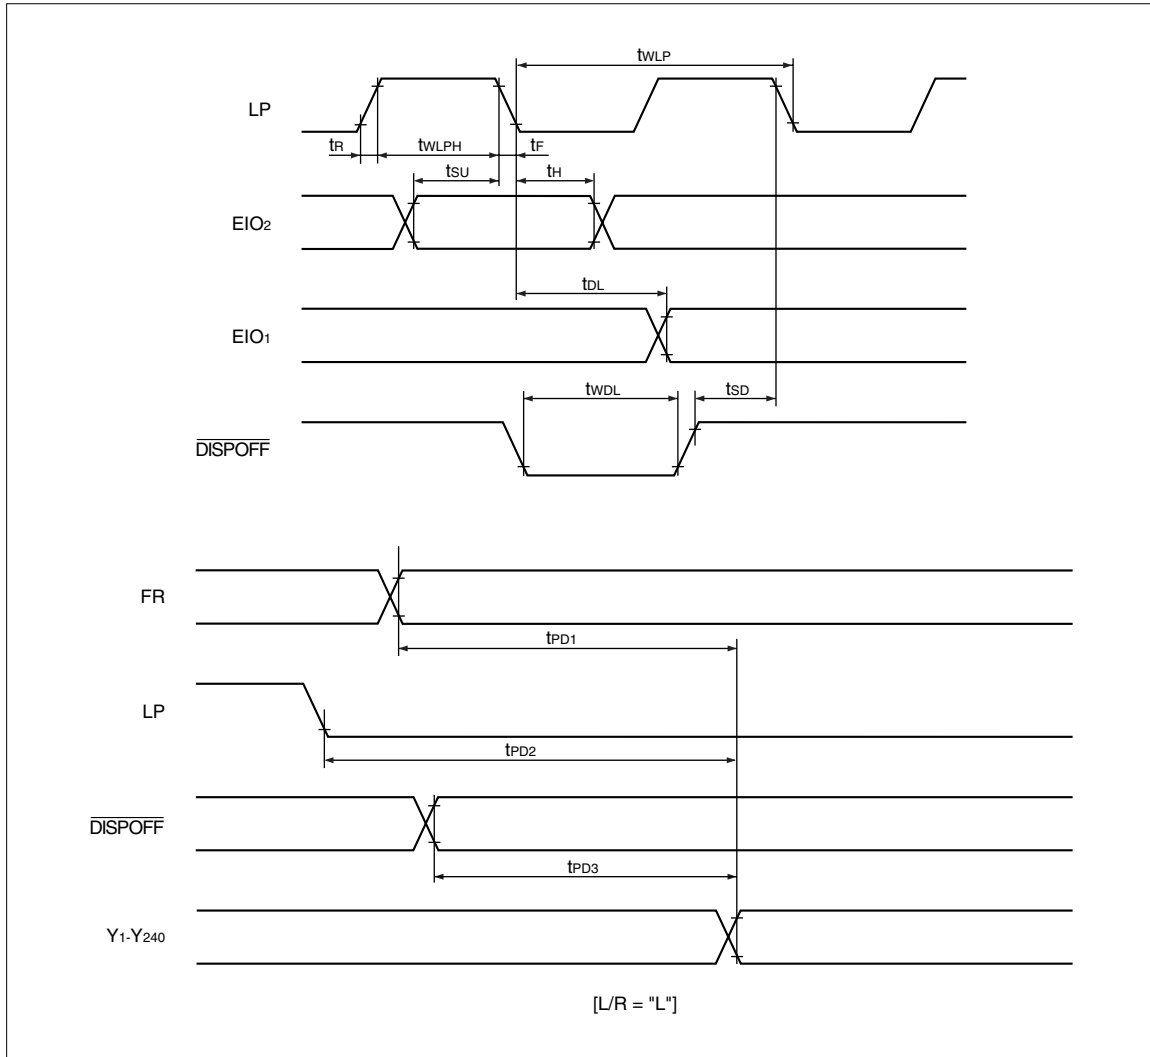 tWLP
LP
tR
tWLPH
tF
tSU
tH
EIO2
tDL
EIO1
tWDL
tSD
DISPOFF
FR
tPD1
LP
tPD2
DISPOFF
tPD3
Y1-Y240
[L/R = "L"]